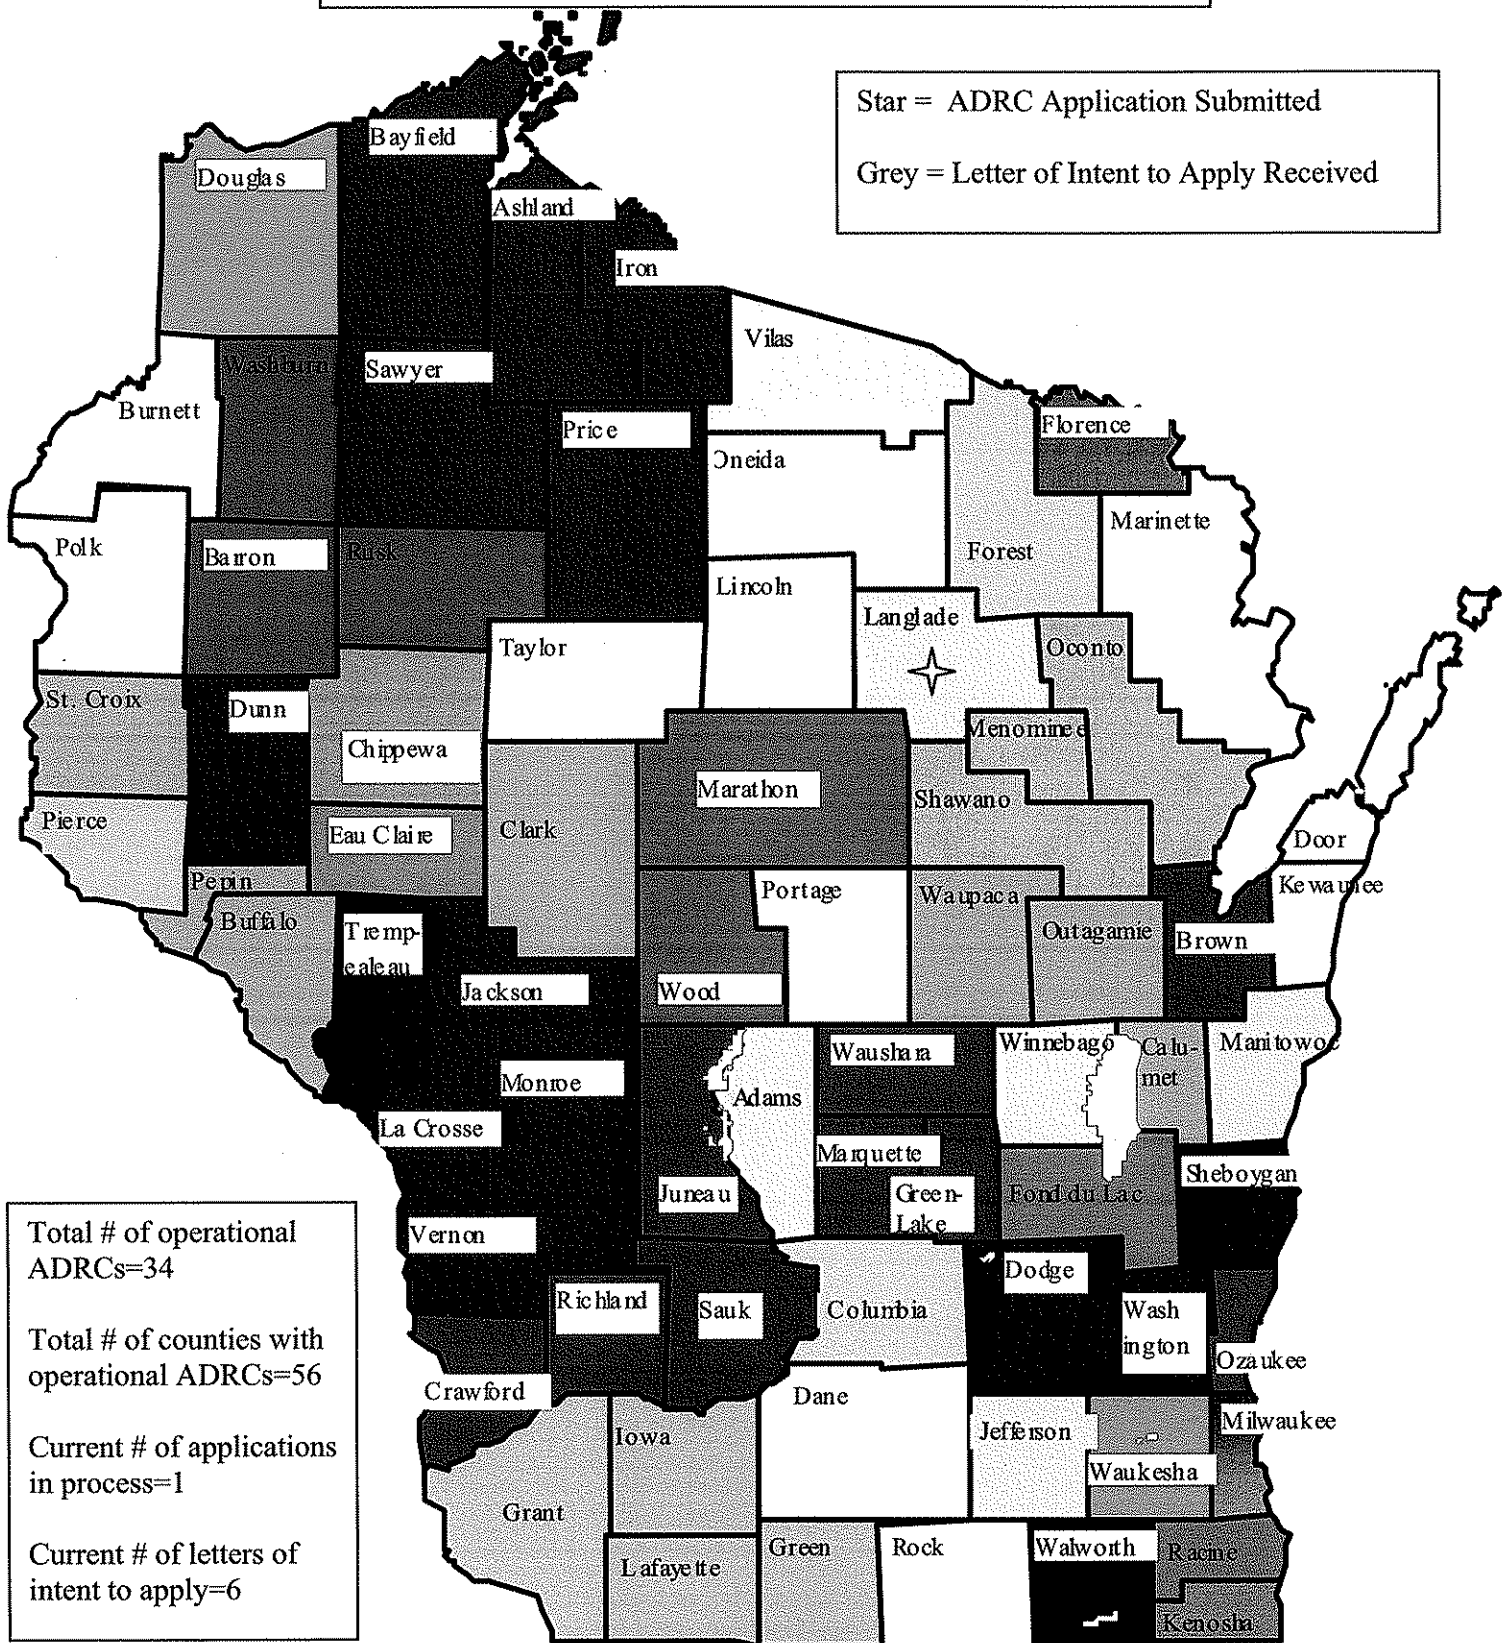 Star = ADRC Application Submitted
Grey = Letter of Intent to Apply Received
Bayfield
Douglas
Ashland
Iron
Vilas
Washburn
Sawyer
Burnett
Price
Florence
Oneida
Marinette
Polk
Barron
Rusk
Forest
Lincoln
Langlade
Taylor
Oconto
St. Croix
Dunn
Menominee
Chippewa
Marathon
Shawano
Pierce
Clark
Eau Claire
Door
Pepin
Portage
Waupaca
Kewaunee
Buffalo
Tremp-
ealeau
Outagamie
Brown
Jackson
Wood
Winnebago
Calu-
met
Manitowoc
Waushara
Monroe
Adams
La Crosse
Marquette
Sheboygan
Juneau
Green-
Lake
Fond du Lac
Vernon
Dodge
Richland
Sauk
Columbia
Wash
ington
Ozaukee
Crawford
Dane
Jefferson
Milwaukee
Iowa
Waukesha
Grant
Green
Rock
Walworth
Racine
Lafayette
Kenosha
Total # of operational
ADRCs=34
Total # of counties with
operational ADRCs=56
Current # of applications
in process=1
Current # of letters of
intent to apply=6